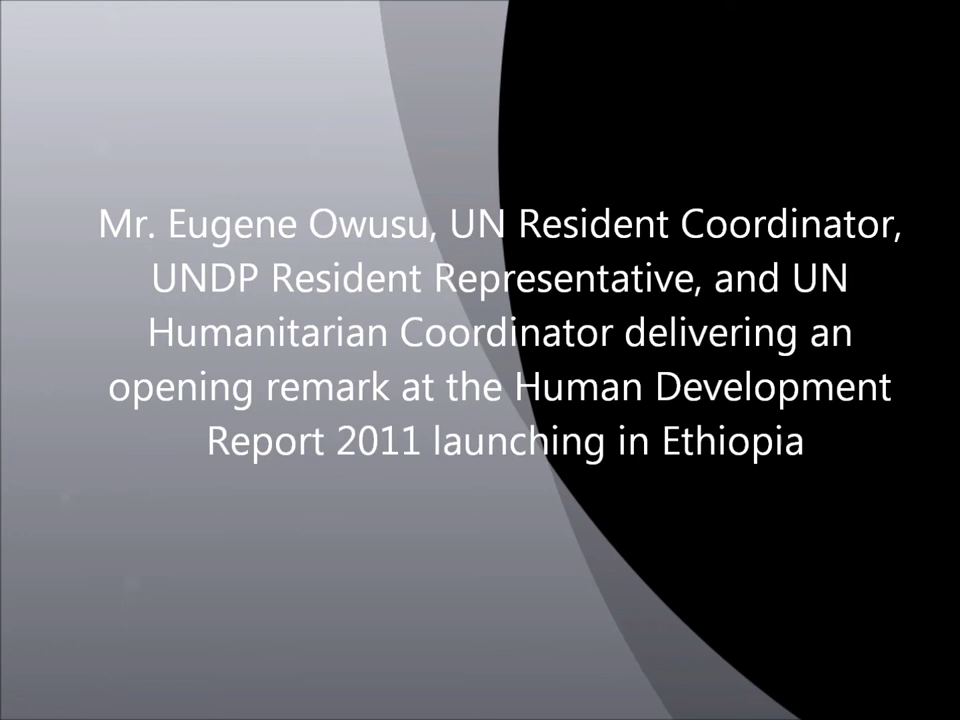 Mr. Eugene Owusu, UN Resident Coordinator,
UNDP Resident Representative, and UN
Humanitarian Coordinator delivering an
opening remark at the Human Development
Report 2011 launching in Ethiopia